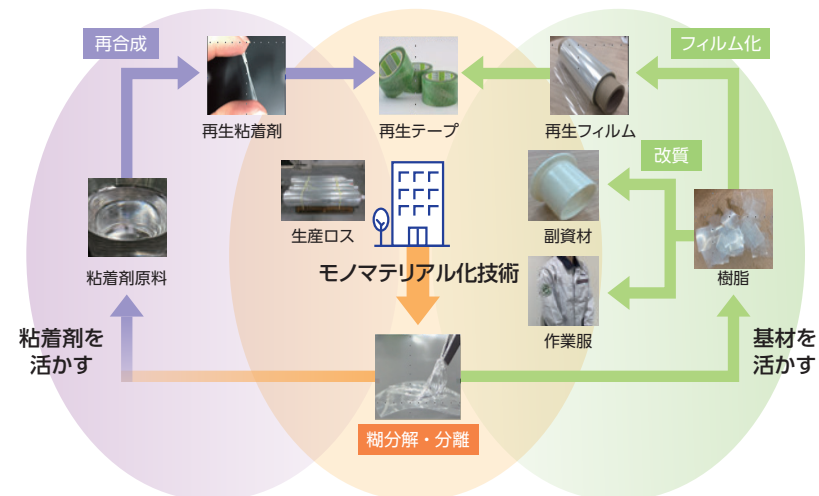 再合成
フィルム化
再生粘着剤
再生テープ
再生フィルム
改質
生産ロス
副資材
粘着剤原料
モノマテリアル化技術
樹脂
粘着剤を
活かす
作業服
基材を
活かす
糊分解・分離